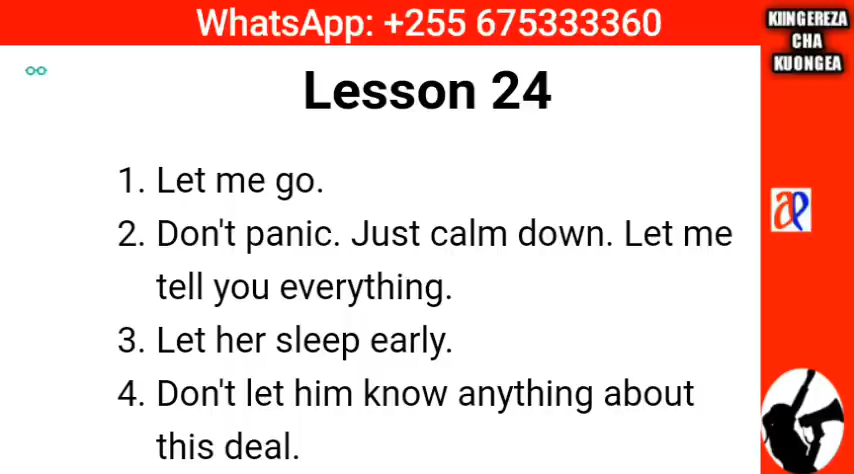 WhatsApp: +255 675333360
KIINGEREZA
CHA
KUONGEA
Lesson 24
1. Let me go.
2. Don't panic. Just calm down. Let me
tell you everything.
3. Let her sleep early.
4. Don't let him know anything about
this deal.